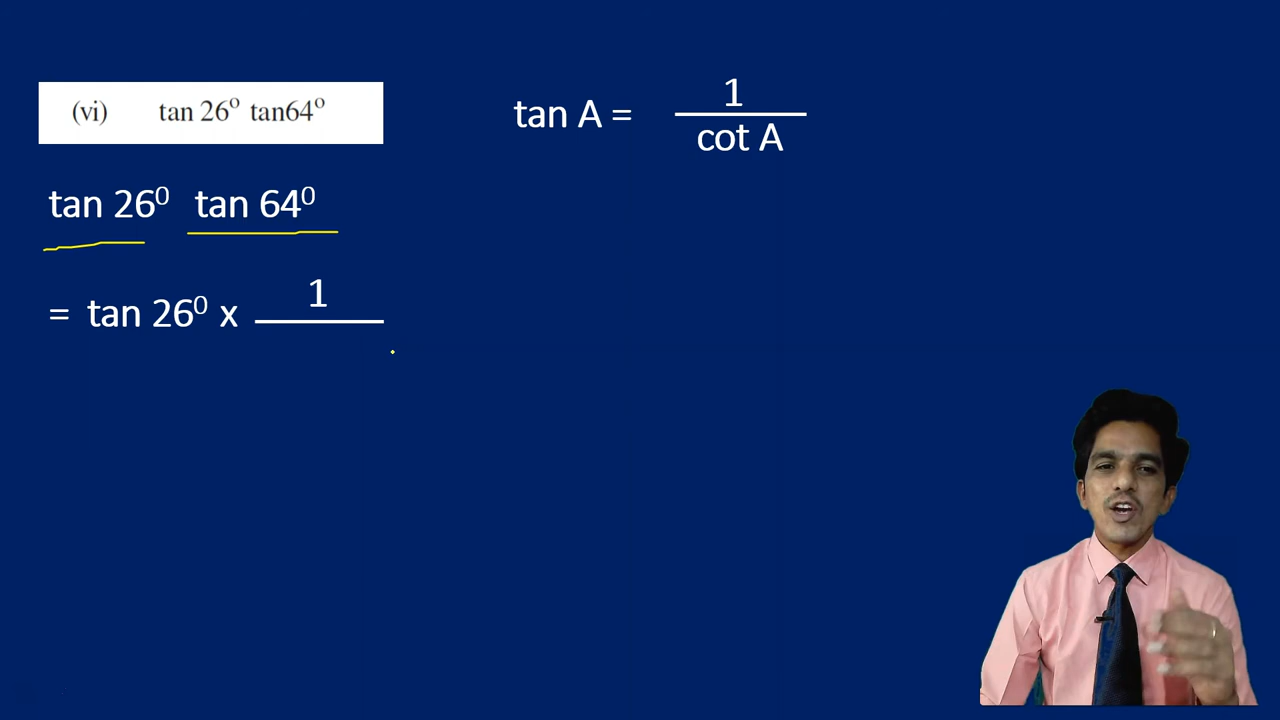 (vi) tan 26° tan64°
tan A = 1 / cot A
tan 26⁰ tan 64⁰
= tan 26⁰ x 1 /